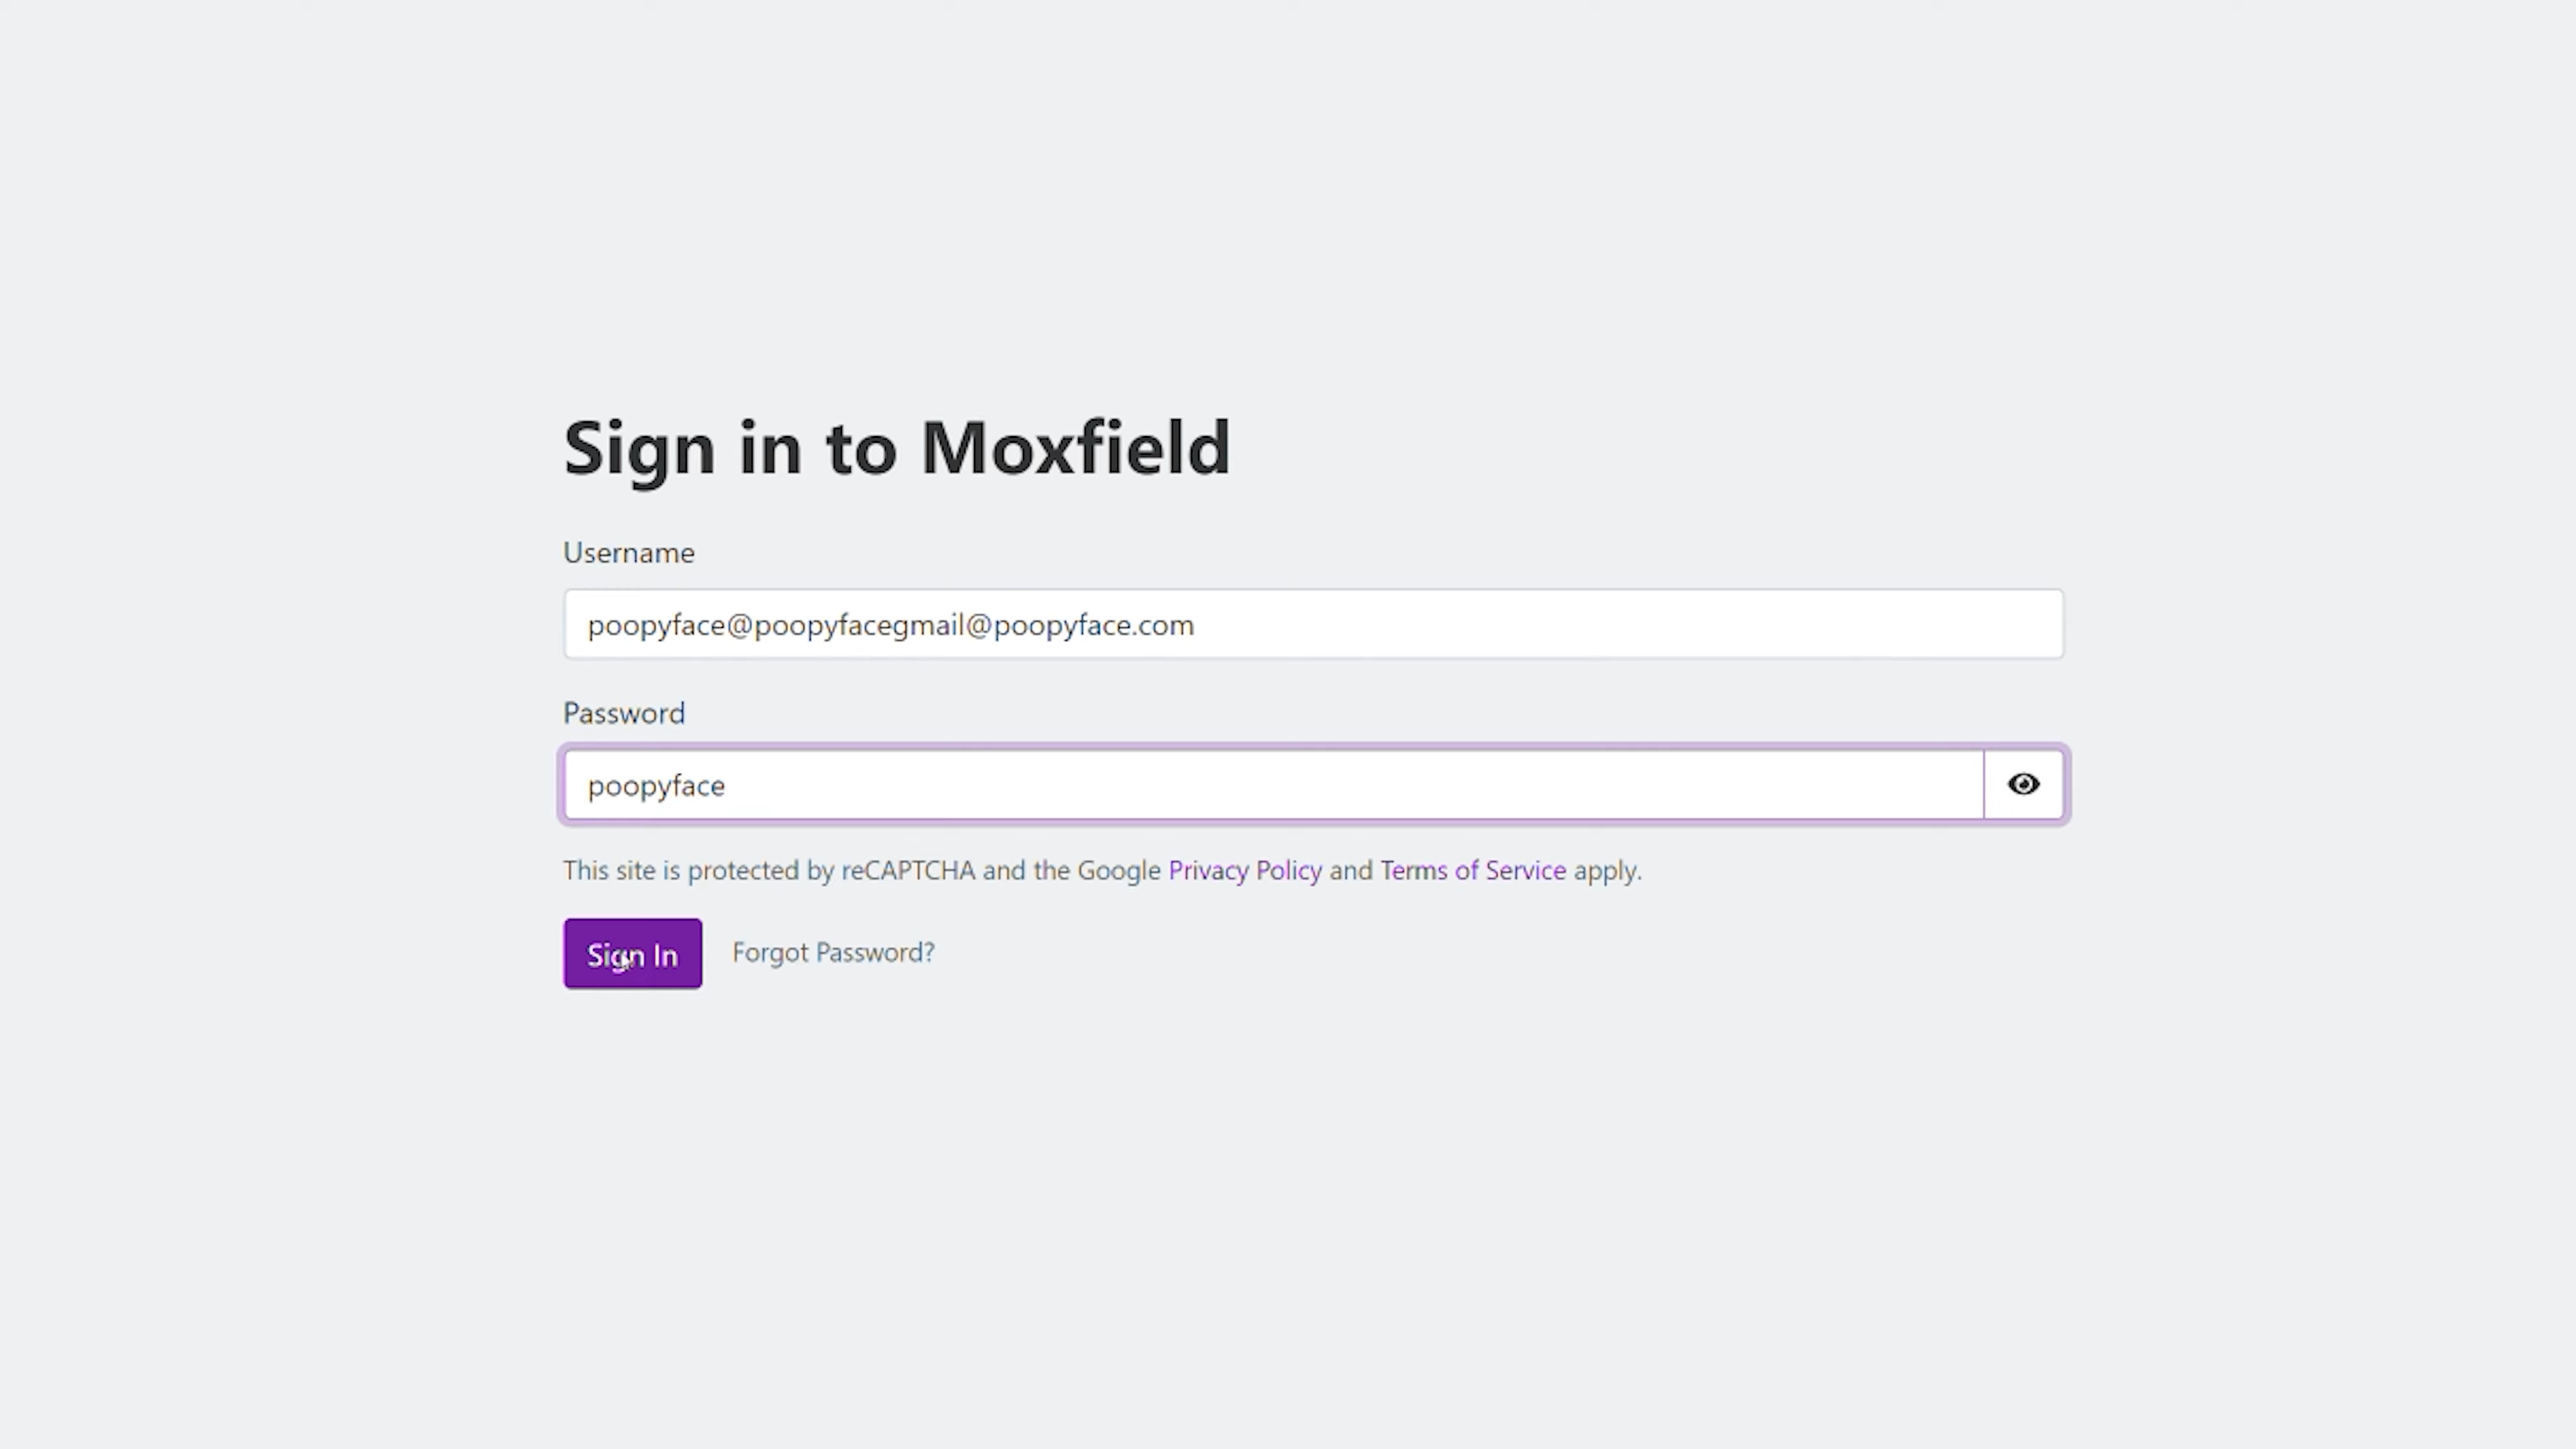 Sign in to Moxfield
Username
poopyface@poopyfacegmail@poopyface.com
Password
poopyface
This site is protected by reCAPTCHA and the Google Privacy Policy and Terms of Service apply.
Sign In Forgot Password?